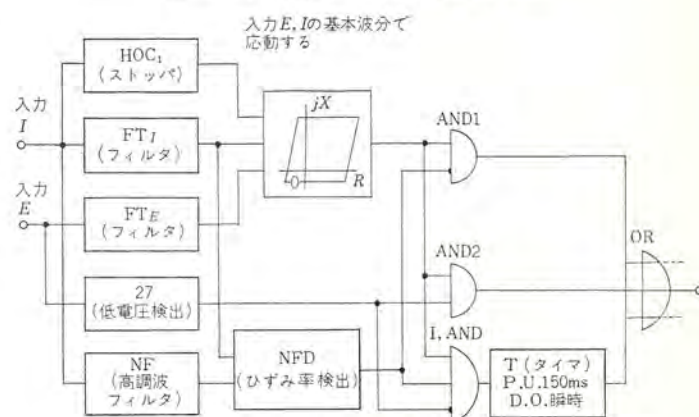 入力E, Iの基本波分で
応動する
HOC₁
(ストッパ)
入力
I
FT_I
(フィルタ)
jX
O
R
AND1
入力
E
FT_E
(フィルタ)
OR
AND2
27
(低電圧検出)
I, AND
NF
(高調波
フィルタ)
NFD
(ひずみ率検出)
T (タイマ)
P.U.150ms
D.O.瞬時